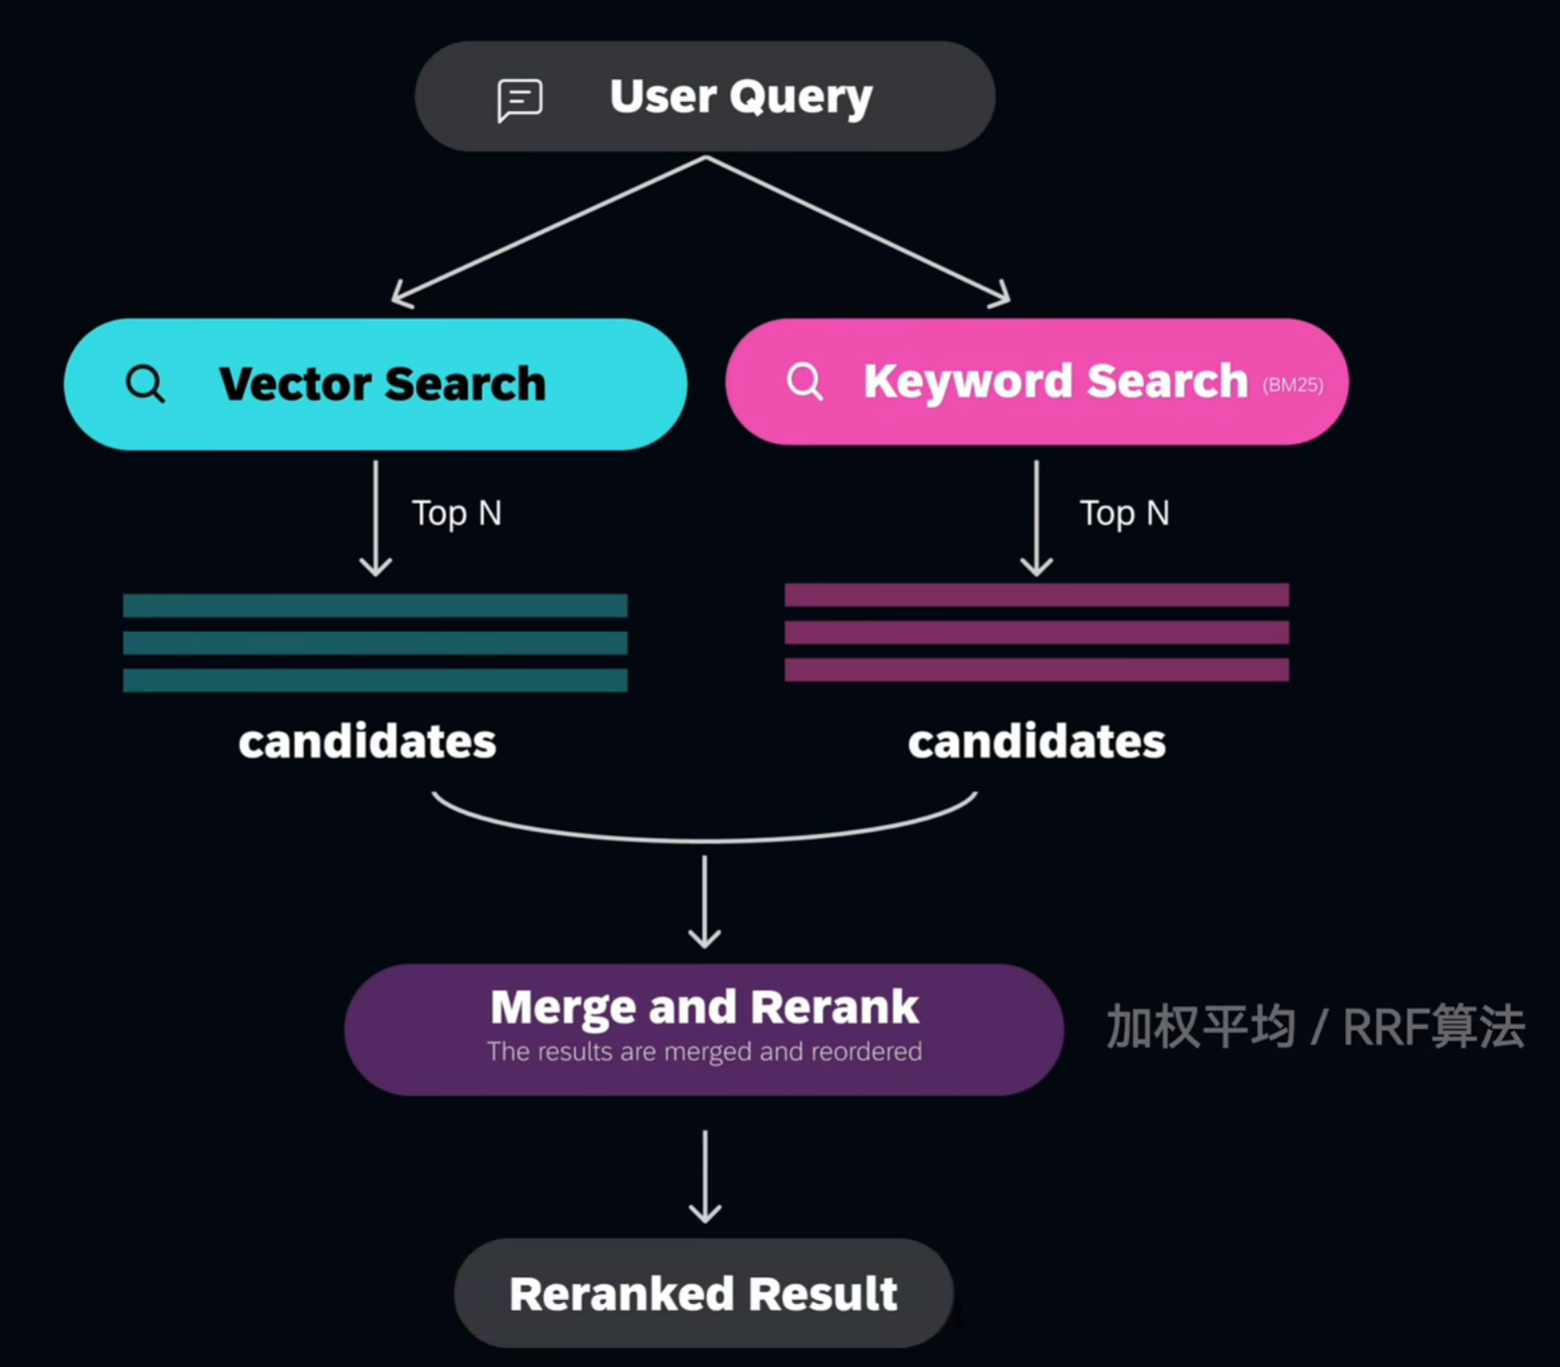 User Query
Vector Search
Keyword Search (BM25)
Top N
Top N
candidates
candidates
Merge and Rerank
The results are merged and reordered
加权平均 / RRF算法
Reranked Result